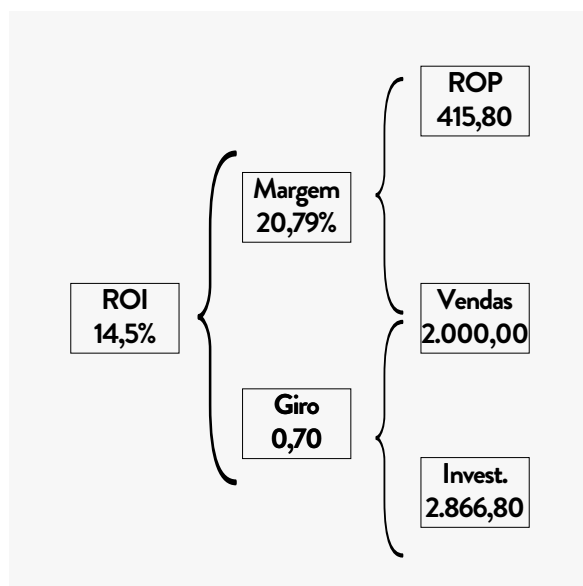 ROP
415,80
Margem
20,79%
ROI
14,5%
Vendas
2.000,00
Giro
0,70
Invest.
2.866,80